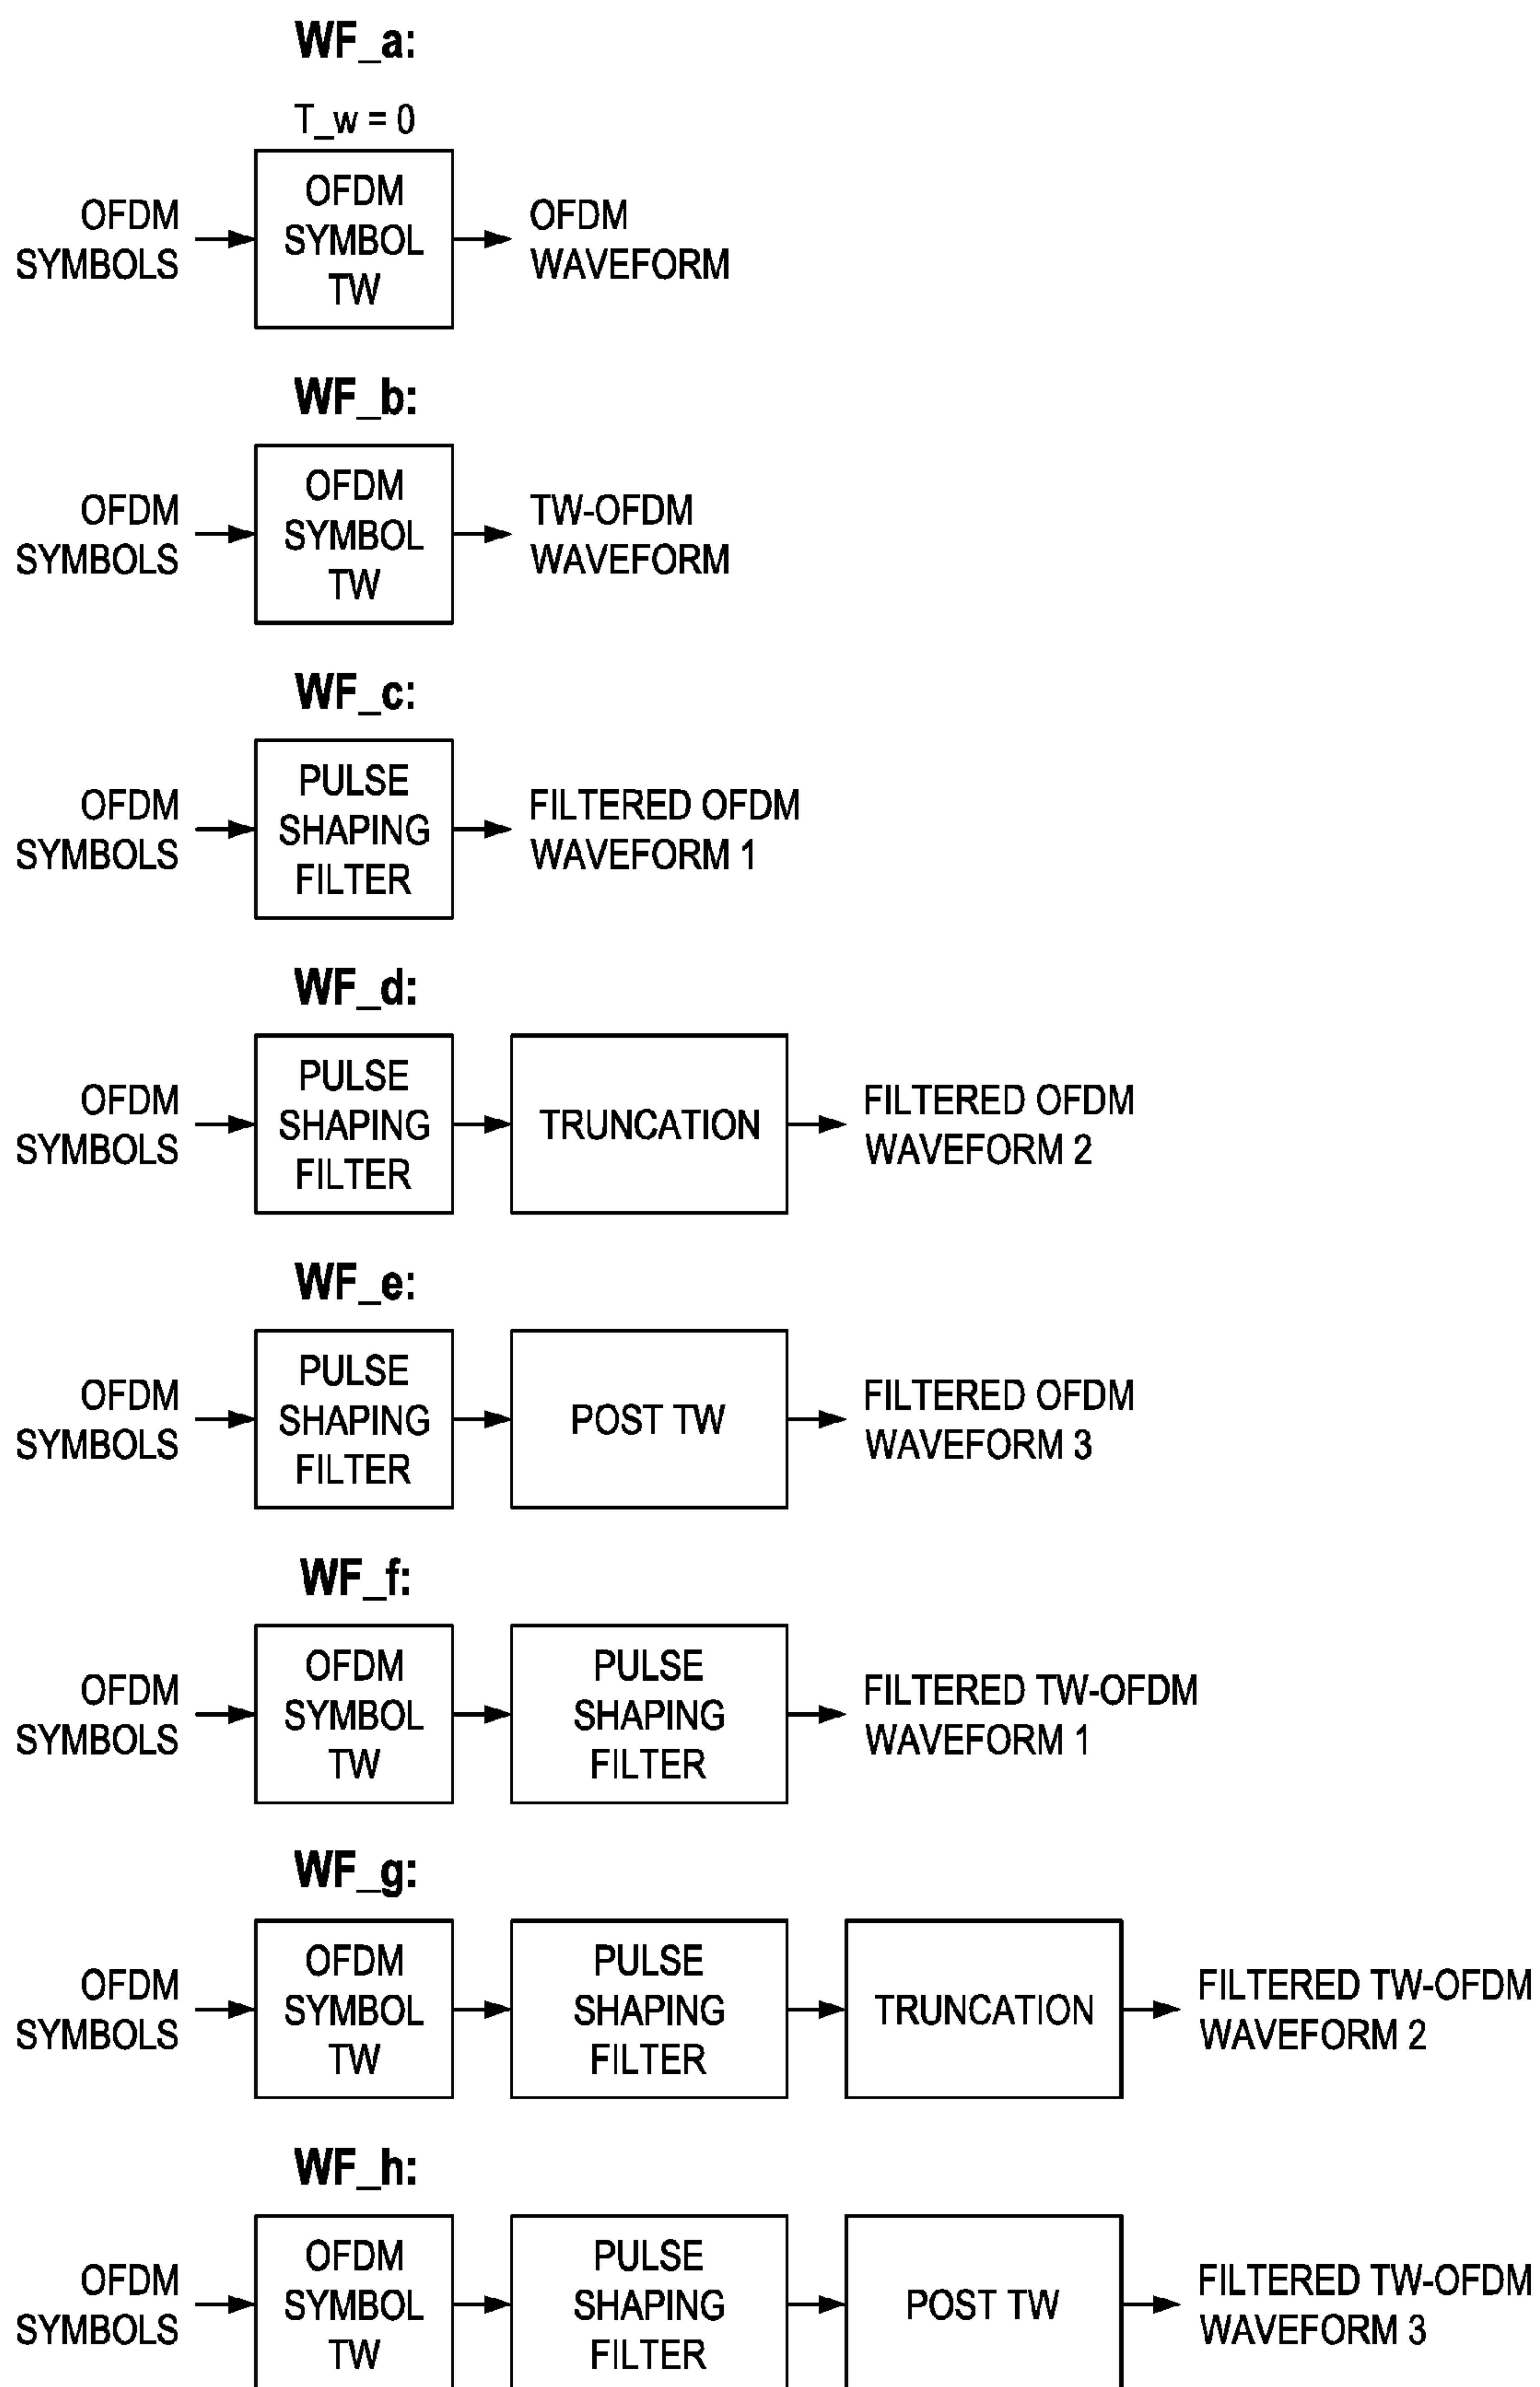 WF_a:
T_w = 0
OFDM
SYMBOLS
OFDM
SYMBOL
TW
OFDM
WAVEFORM
WF_b:
OFDM
SYMBOLS
OFDM
SYMBOL
TW
TW-OFDM
WAVEFORM
WF_c:
OFDM
SYMBOLS
PULSE
SHAPING
FILTER
FILTERED OFDM
WAVEFORM 1
WF_d:
OFDM
SYMBOLS
PULSE
SHAPING
FILTER
TRUNCATION
FILTERED OFDM
WAVEFORM 2
WF_e:
OFDM
SYMBOLS
PULSE
SHAPING
FILTER
POST TW
FILTERED OFDM
WAVEFORM 3
WF_f:
OFDM
SYMBOLS
OFDM
SYMBOL
TW
PULSE
SHAPING
FILTER
FILTERED TW-OFDM
WAVEFORM 1
WF_g:
OFDM
SYMBOLS
OFDM
SYMBOL
TW
PULSE
SHAPING
FILTER
TRUNCATION
FILTERED TW-OFDM
WAVEFORM 2
WF_h:
OFDM
SYMBOLS
OFDM
SYMBOL
TW
PULSE
SHAPING
FILTER
POST TW
FILTERED TW-OFDM
WAVEFORM 3